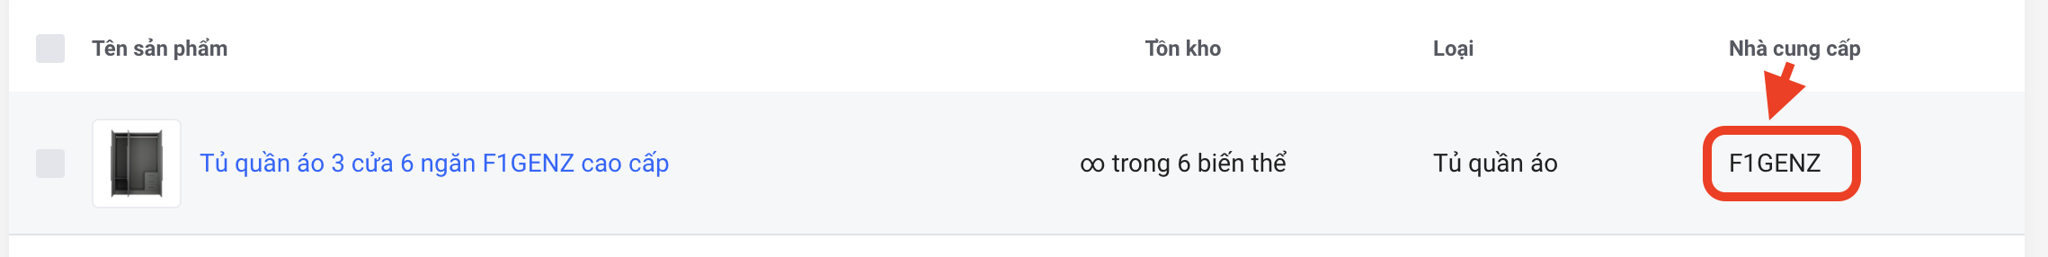 Tên sản phẩm Tồn kho Loại Nhà cung cấp
Tủ quần áo 3 cửa 6 ngăn F1GENZ cao cấp ∞ trong 6 biến thể Tủ quần áo F1GENZ